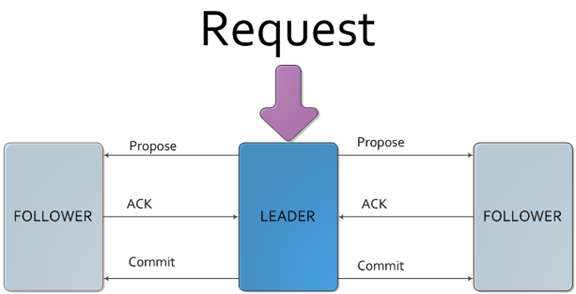 Request
Propose
Propose
FOLLOWER
ACK
LEADER
ACK
FOLLOWER
Commit
Commit